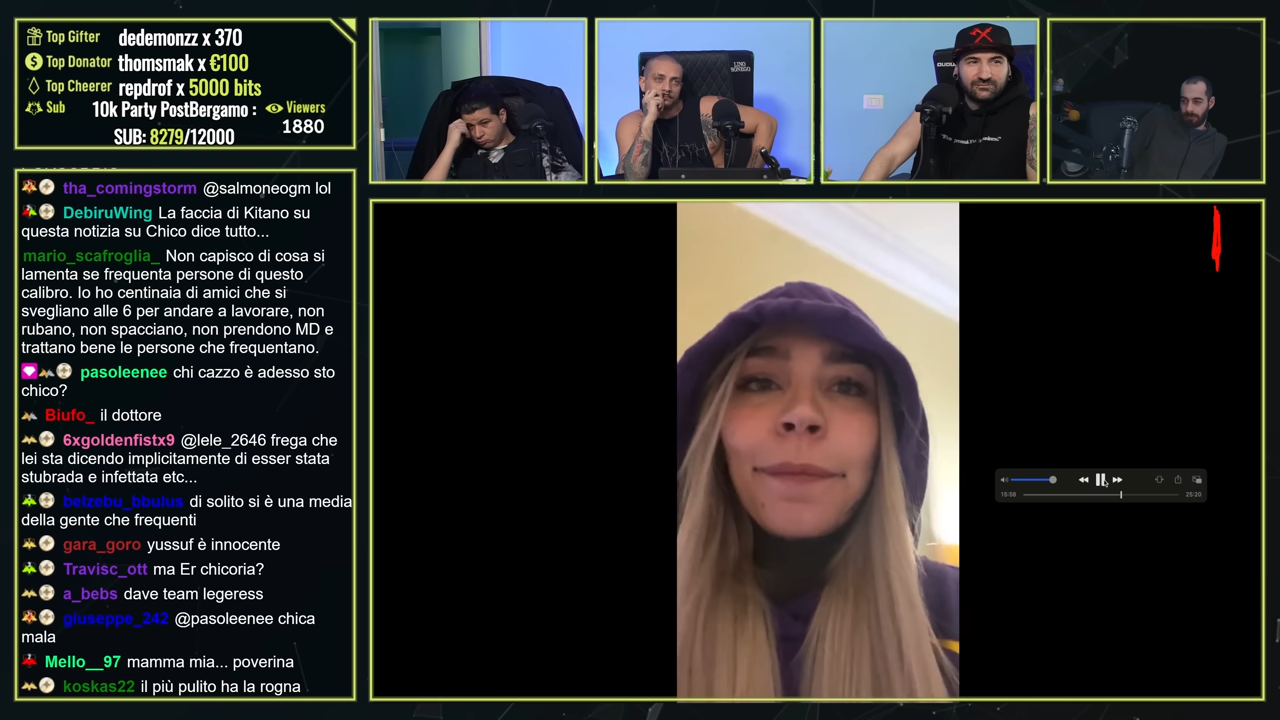 Top Gifter dedemonzz x 370
Top Donator thomsmak x €100
Top Cheerer repdrof x 5000 bits
Sub 10k Party PostBergamo : Viewers
SUB: 8279/12000 1880
tha_comingstorm @salmoneogm lol
DebiruWing La faccia di Kitano su
questa notizia su Chico dice tutto...
mario_scafroglia_ Non capisco di cosa si
lamenta se frequenta persone di questo
calibro. Io ho centinaia di amici che si
svegliano alle 6 per andare a lavorare, non
rubano, non spacciano, non prendono MD e
trattano bene le persone che frequentano.
pasoleenee chi cazzo è adesso sto
chico?
Biufo_ il dottore
6xgoldenfistx9 @lele_2646 frega che
lei sta dicendo implicitamente di esser stata
stubrada e infettata etc...
belzebu_bbulus di solito si è una media
della gente che frequenti
gara_goro yussuf è innocente
Travisc_ott ma Er chicoria?
a_bebs dave team legeress
giuseppe_242 @pasoleenee chica
mala
Mello__97 mamma mia... poverina
koskas22 il più pulito ha la rogna
15:58 25:20